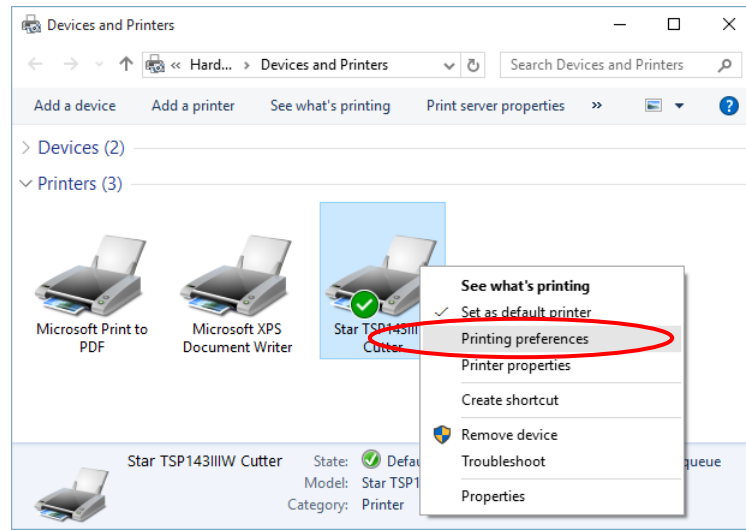 Devices and Printers
« Hard... > Devices and Printers
Search Devices and Printers
Add a device Add a printer See what's printing Print server properties »
Devices (2)
Printers (3)
Microsoft Print to
PDF
Microsoft XPS
Document Writer
Star TSP143III
Cutter
See what's printing
Set as default printer
Printing preferences
Printer properties
Create shortcut
Remove device
Troubleshoot
Properties
Star TSP143IIIW Cutter
State: Defau
Model: Star TSP1
Category: Printer
queue